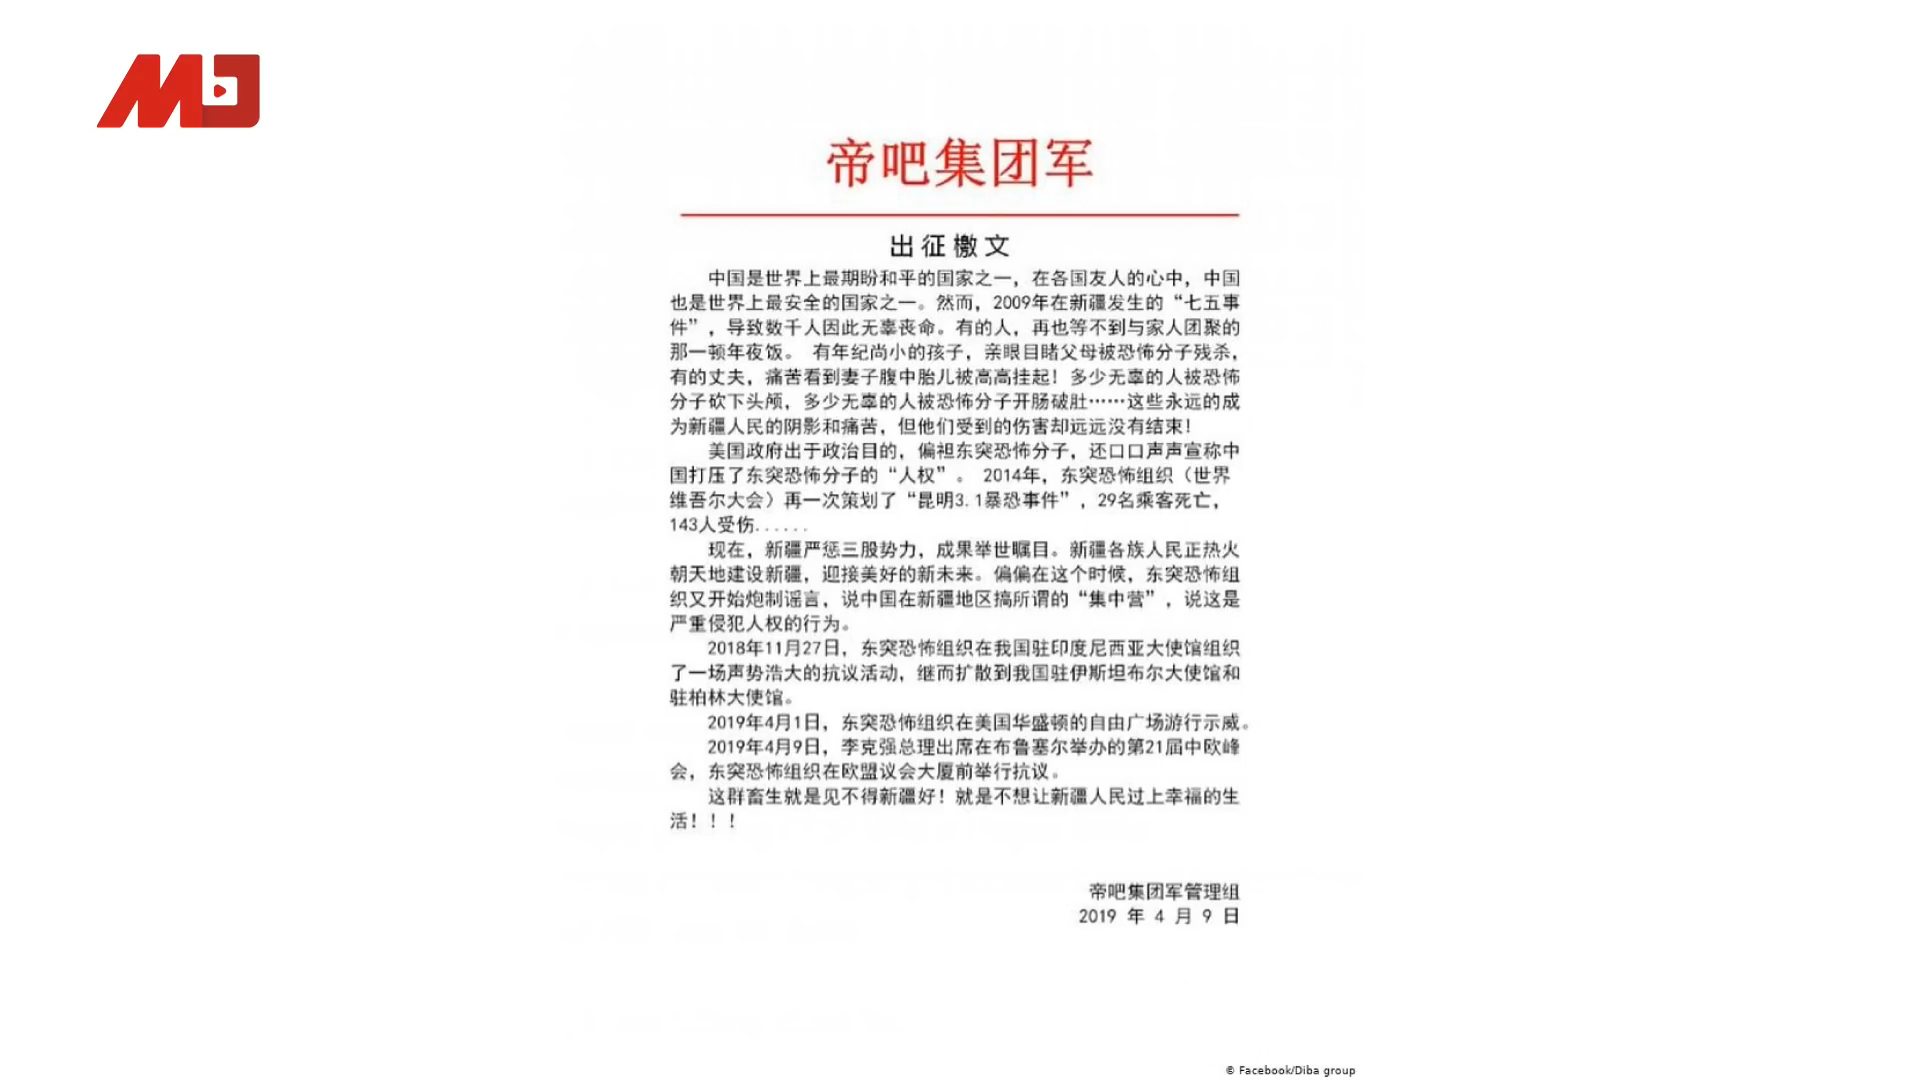 帝吧集团军
出征檄文
中国是世界上最期盼和平的国家之一，在各国友人的心中，中国
也是世界上最安全的国家之一。然而，2009年在新疆发生的“七五事
件”，导致数千人因此无辜丧命。有的人，再也等不到与家人团聚的
那一顿年夜饭。 有年纪尚小的孩子，亲眼目睹父母被恐怖分子残杀，
有的丈夫，痛苦看到妻子腹中胎儿被高高挂起！多少无辜的人被恐怖
分子砍下头颅，多少无辜的人被恐怖分子开肠破肚……这些永远的成
为新疆人民的阴影和痛苦，但他们受到的伤害却远远没有结束！
美国政府出于政治目的，偏袒东突恐怖分子，还口口声声宣称中
国打压了东突恐怖分子的“人权”。 2014年，东突恐怖组织（世界
维吾尔大会）再一次策划了“昆明3.1暴恐事件”，29名乘客死亡，
143人受伤......
现在，新疆严惩三股势力，成果举世瞩目。新疆各族人民正热火
朝天地建设新疆，迎接美好的新未来。偏偏在这个时候，东突恐怖组
织又开始炮制谣言，说中国在新疆地区搞所谓的“集中营”，说这是
严重侵犯人权的行为。
2018年11月27日，东突恐怖组织在我国驻印度尼西亚大使馆组织
了一场声势浩大的抗议活动，继而扩散到我国驻伊斯坦布尔大使馆和
驻柏林大使馆。
2019年4月1日，东突恐怖组织在美国华盛顿的自由广场游行示威。
2019年4月9日，李克强总理出席在布鲁塞尔举办的第21届中欧峰
会，东突恐怖组织在欧盟议会大厦前举行抗议。
这群畜生就是见不得新疆好！就是不想让新疆人民过上幸福的生
活！！！
帝吧集团军管理组
2019 年 4 月 9 日
© Facebook/Diba group